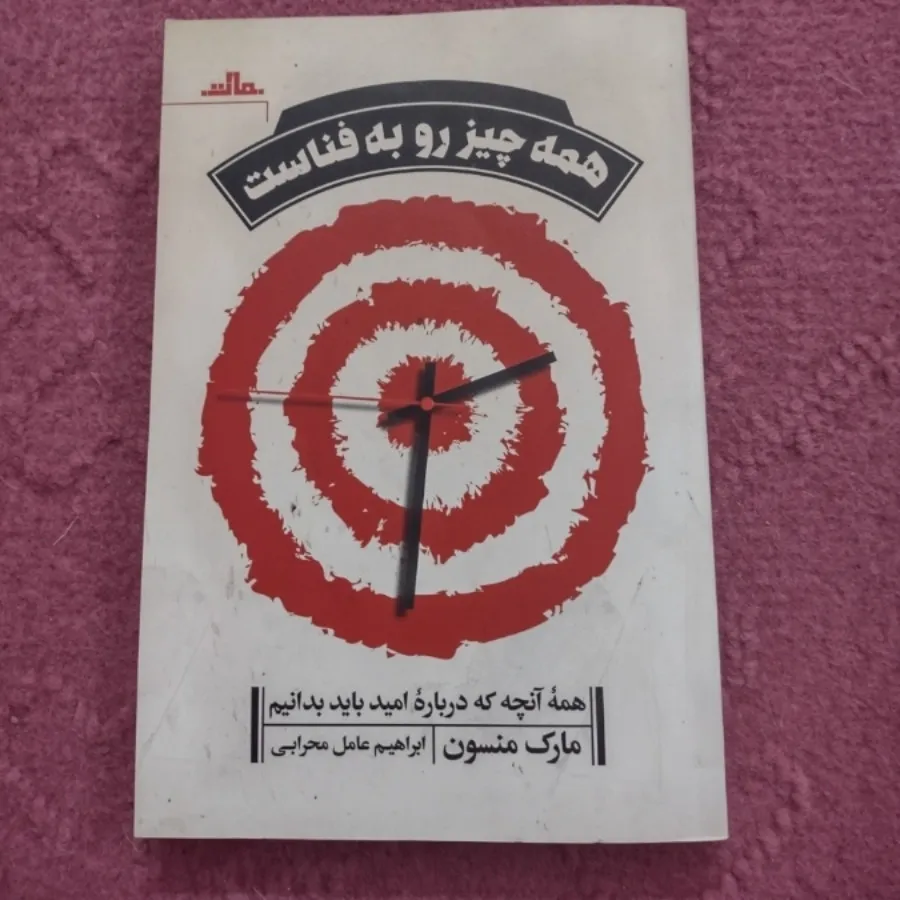 مات
همه چیز رو به فناست
همهٔ آنچه که دربارهٔ امید باید بدانیم
مارک منسون | ابراهیم عامل محرابی